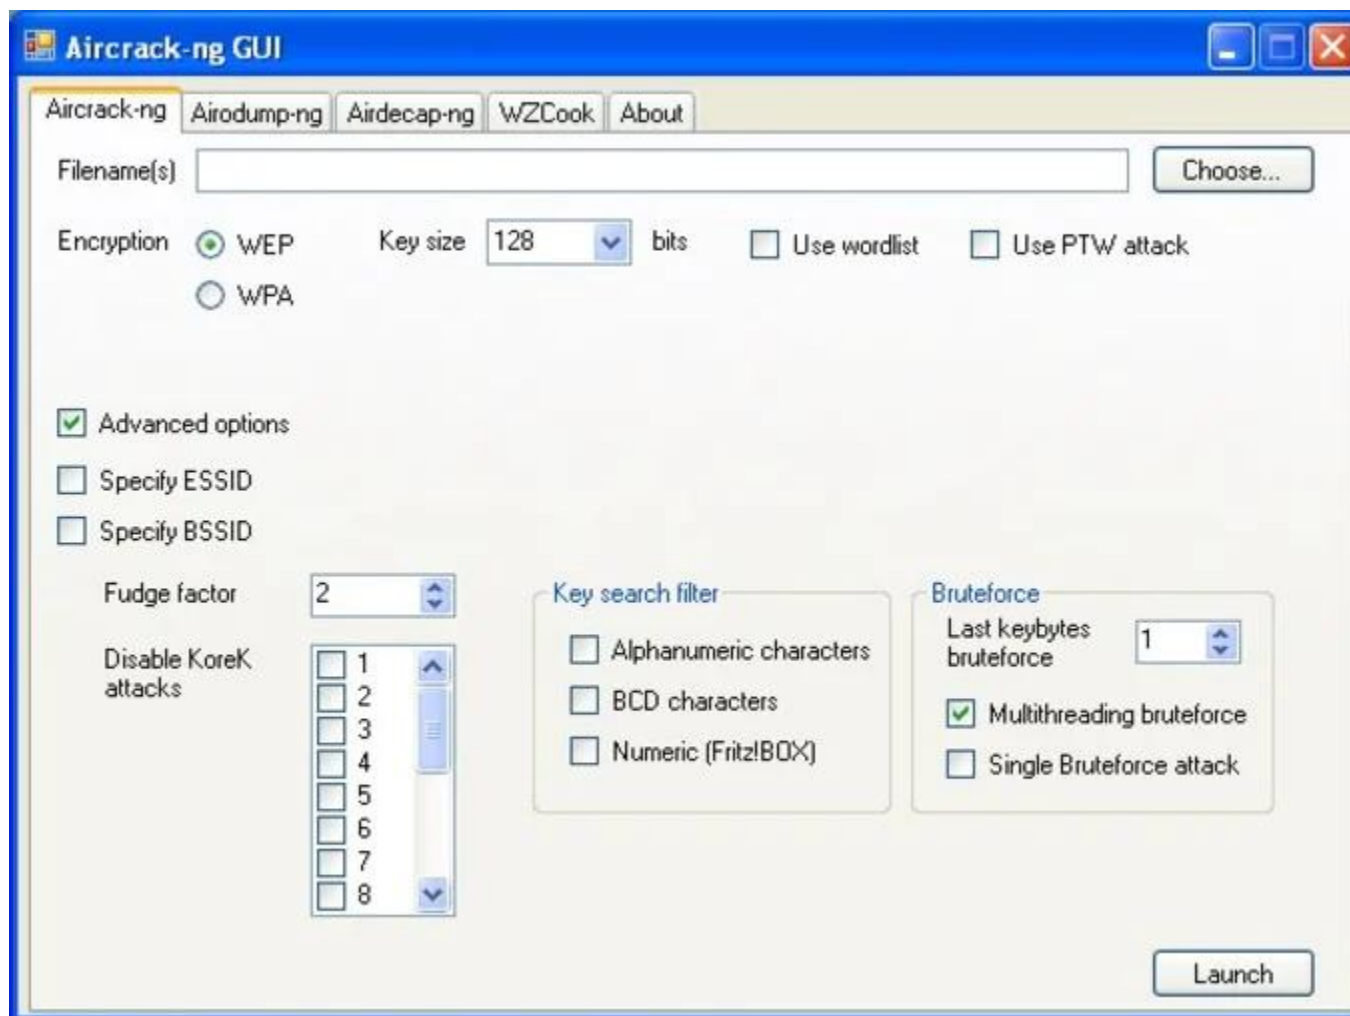 Aircrack-ng GUI
Aircrack-ng Airodump-ng Airdecap-ng WZCook About
Filename(s) Choose...
Encryption WEP Key size 128 bits Use wordlist Use PTW attack
WPA
Advanced options
Specify ESSID
Specify BSSID
Fudge factor 2
Disable KoreK
attacks
1
2
3
4
5
6
7
8
Key search filter
Alphanumeric characters
BCD characters
Numeric (Fritz!BOX)
Bruteforce
Last keybytes
bruteforce 1
Multithreading bruteforce
Single Bruteforce attack
Launch